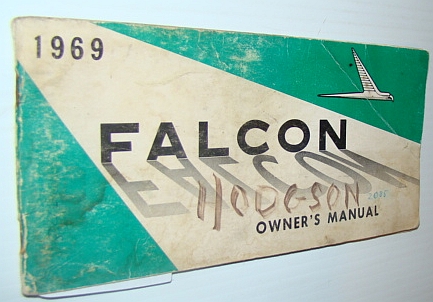 1969
FALCON
HODGSON
OWNER'S MANUAL